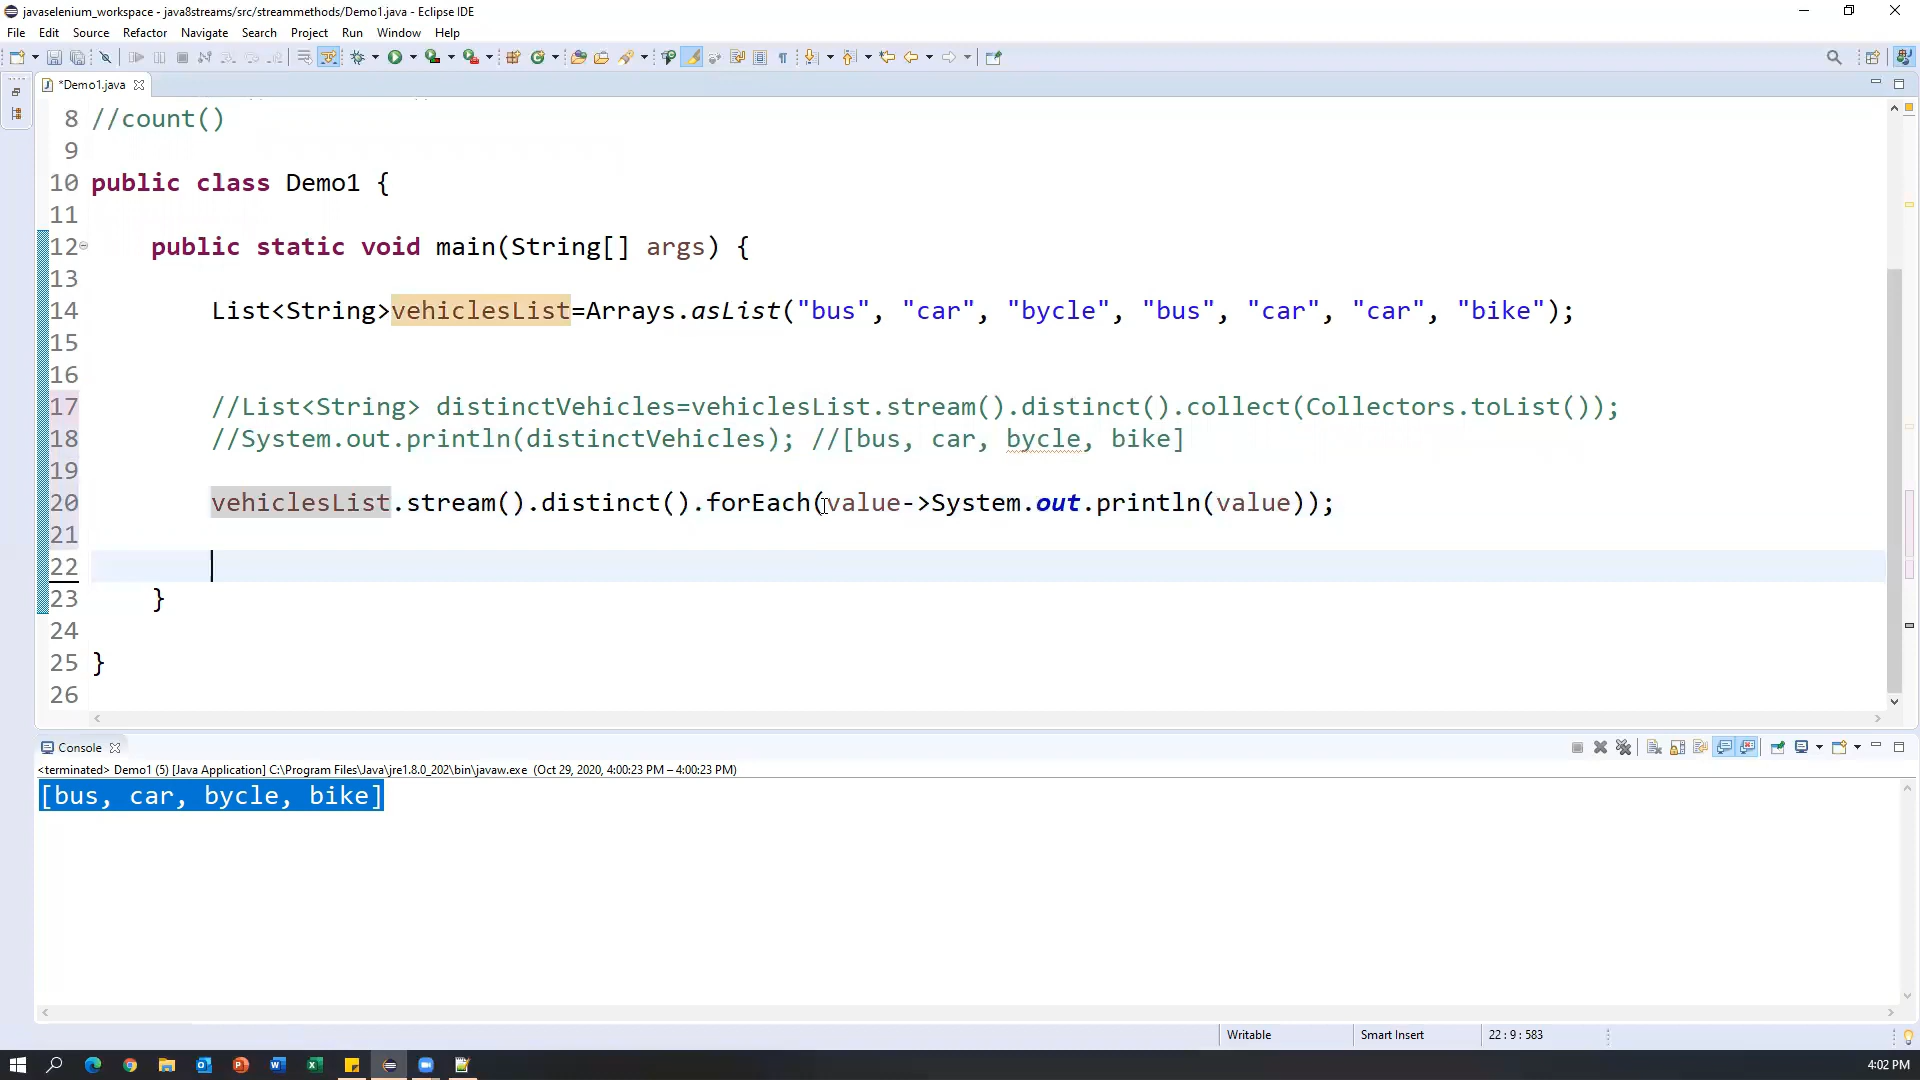 javaselenium_workspace - java8streams/src/streammethods/Demo1.java - Eclipse IDE
File Edit Source Refactor Navigate Search Project Run Window Help
*Demo1.java
8 //count()
9
10 public class Demo1 {
11
12 public static void main(String[] args) {
13
14 List<String>vehiclesList=Arrays.asList("bus", "car", "bycle", "bus", "car", "car", "bike");
15
16
17 //List<String> distinctVehicles=vehiclesList.stream().distinct().collect(Collectors.toList());
18 //System.out.println(distinctVehicles); //[bus, car, bycle, bike]
19
20 vehiclesList.stream().distinct().forEach(value->System.out.println(value));
21
22
23 }
24
25 }
26
Console
<terminated> Demo1 (5) [Java Application] C:\Program Files\Java\jre1.8.0_202\bin\javaw.exe (Oct 29, 2020, 4:00:23 PM – 4:00:23 PM)
[bus, car, bycle, bike]
Writable Smart Insert 22 : 9 : 583
4:02 PM